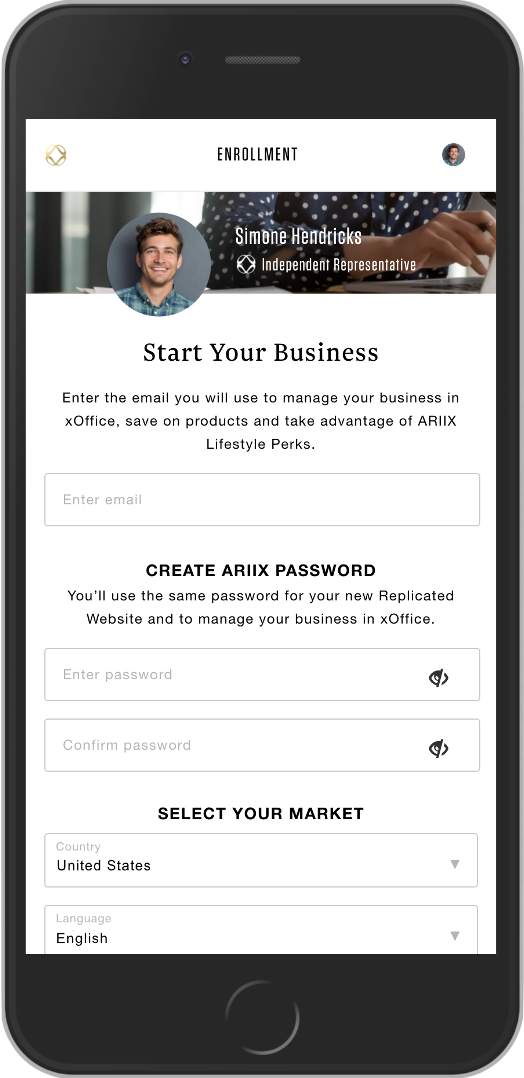 ENROLLMENT
Simone Hendricks
Independent Representative
Start Your Business
Enter the email you will use to manage your business in
xOffice, save on products and take advantage of ARIIX
Lifestyle Perks.
Enter email
CREATE ARIIX PASSWORD
You’ll use the same password for your new Replicated
Website and to manage your business in xOffice.
Enter password
Confirm password
SELECT YOUR MARKET
Country
United States
Language
English